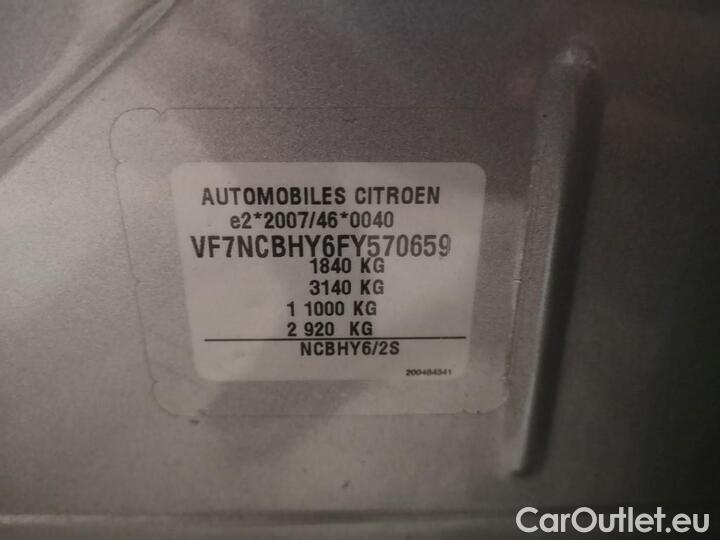 AUTOMOBILES CITROEN
e2*2007/46*0040
VF7NCBHY6FY570659
1840 KG
3140 KG
1 1000 KG
2 920 KG
NCBHY6/2S
200484341
CarOutlet.eu